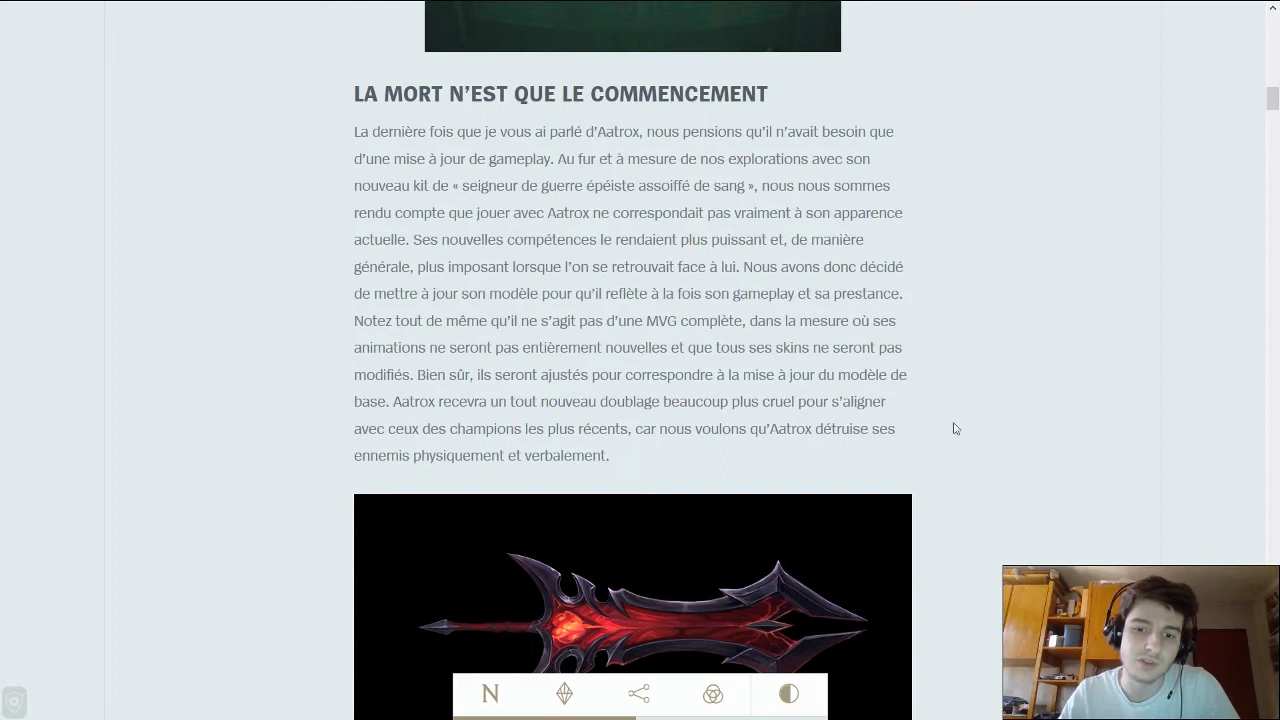 LA MORT N’EST QUE LE COMMENCEMENT
La dernière fois que je vous ai parlé d’Aatrox, nous pensions qu’il n’avait besoin que
d’une mise à jour de gameplay. Au fur et à mesure de nos explorations avec son
nouveau kit de « seigneur de guerre épéiste assoiffé de sang », nous nous sommes
rendu compte que jouer avec Aatrox ne correspondait pas vraiment à son apparence
actuelle. Ses nouvelles compétences le rendaient plus puissant et, de manière
générale, plus imposant lorsque l’on se retrouvait face à lui. Nous avons donc décidé
de mettre à jour son modèle pour qu’il reflète à la fois son gameplay et sa prestance.
Notez tout de même qu’il ne s’agit pas d’une MVG complète, dans la mesure où ses
animations ne seront pas entièrement nouvelles et que tous ses skins ne seront pas
modifiés. Bien sûr, ils seront ajustés pour correspondre à la mise à jour du modèle de
base. Aatrox recevra un tout nouveau doublage beaucoup plus cruel pour s’aligner
avec ceux des champions les plus récents, car nous voulons qu’Aatrox détruise ses
ennemis physiquement et verbalement.
N